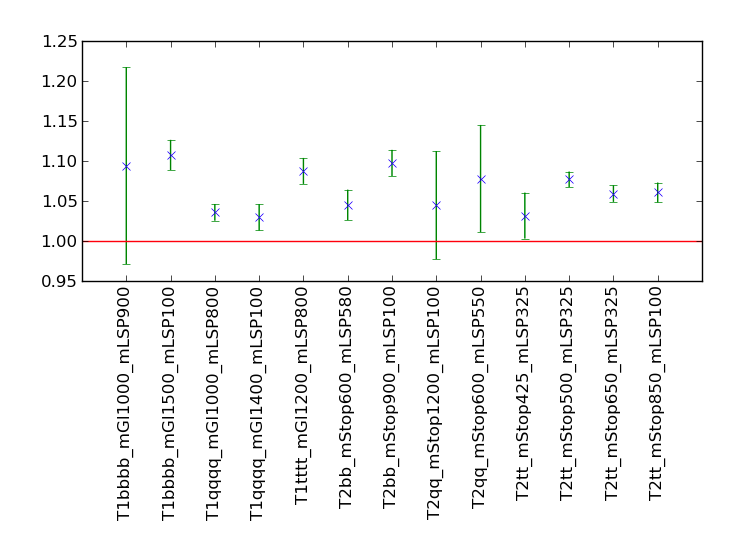 1.25
1.20
1.15
1.10
1.05
1.00
0.95
T1bbbb_mGl1000_mLSP900
T1bbbb_mGl1500_mLSP100
T1qqqq_mGl1000_mLSP800
T1qqqq_mGl1400_mLSP100
T1tttt_mGl1200_mLSP800
T2bb_mStop600_mLSP580
T2bb_mStop900_mLSP100
T2qq_mStop1200_mLSP100
T2qq_mStop600_mLSP550
T2tt_mStop425_mLSP325
T2tt_mStop500_mLSP325
T2tt_mStop650_mLSP325
T2tt_mStop850_mLSP100